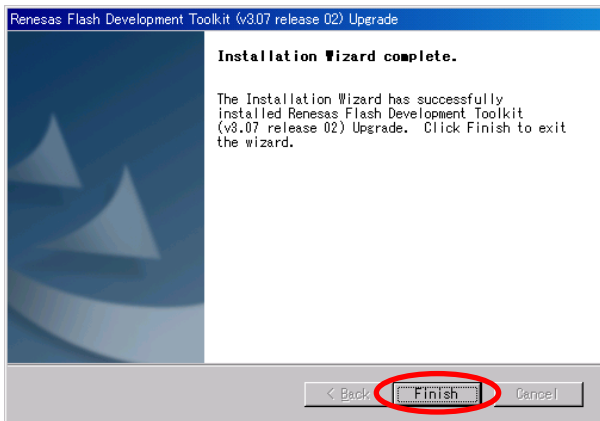 Renesas Flash Development Toolkit (v3.07 release 02) Upgrade
Installation Wizard complete.
The Installation Wizard has successfully
installed Renesas Flash Development Toolkit
(v3.07 release 02) Upgrade.  Click Finish to exit
the wizard.
< Back Finish Cancel